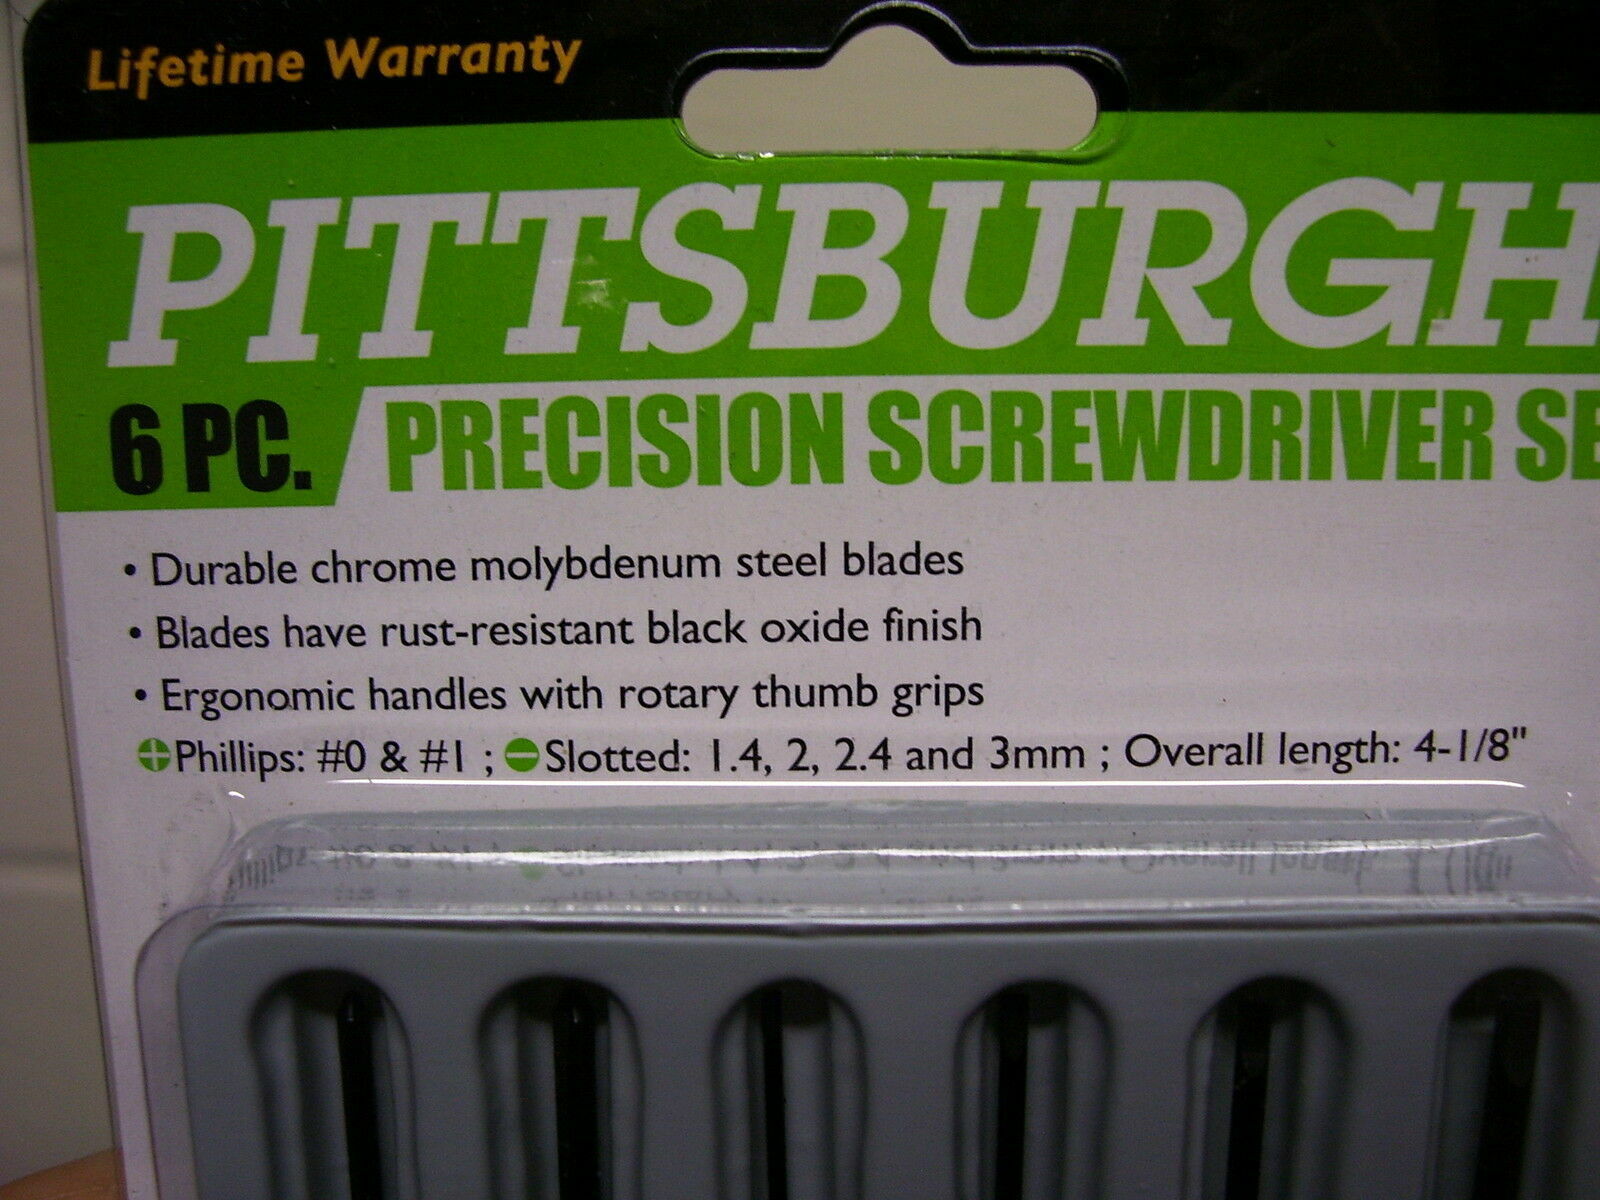 Lifetime Warranty
PITTSBURGH
6 PC. PRECISION SCREWDRIVER SE
• Durable chrome molybdenum steel blades
• Blades have rust-resistant black oxide finish
• Ergonomic handles with rotary thumb grips
Phillips: #0 & #1 ; Slotted: 1.4, 2, 2.4 and 3mm ; Overall length: 4-1/8"